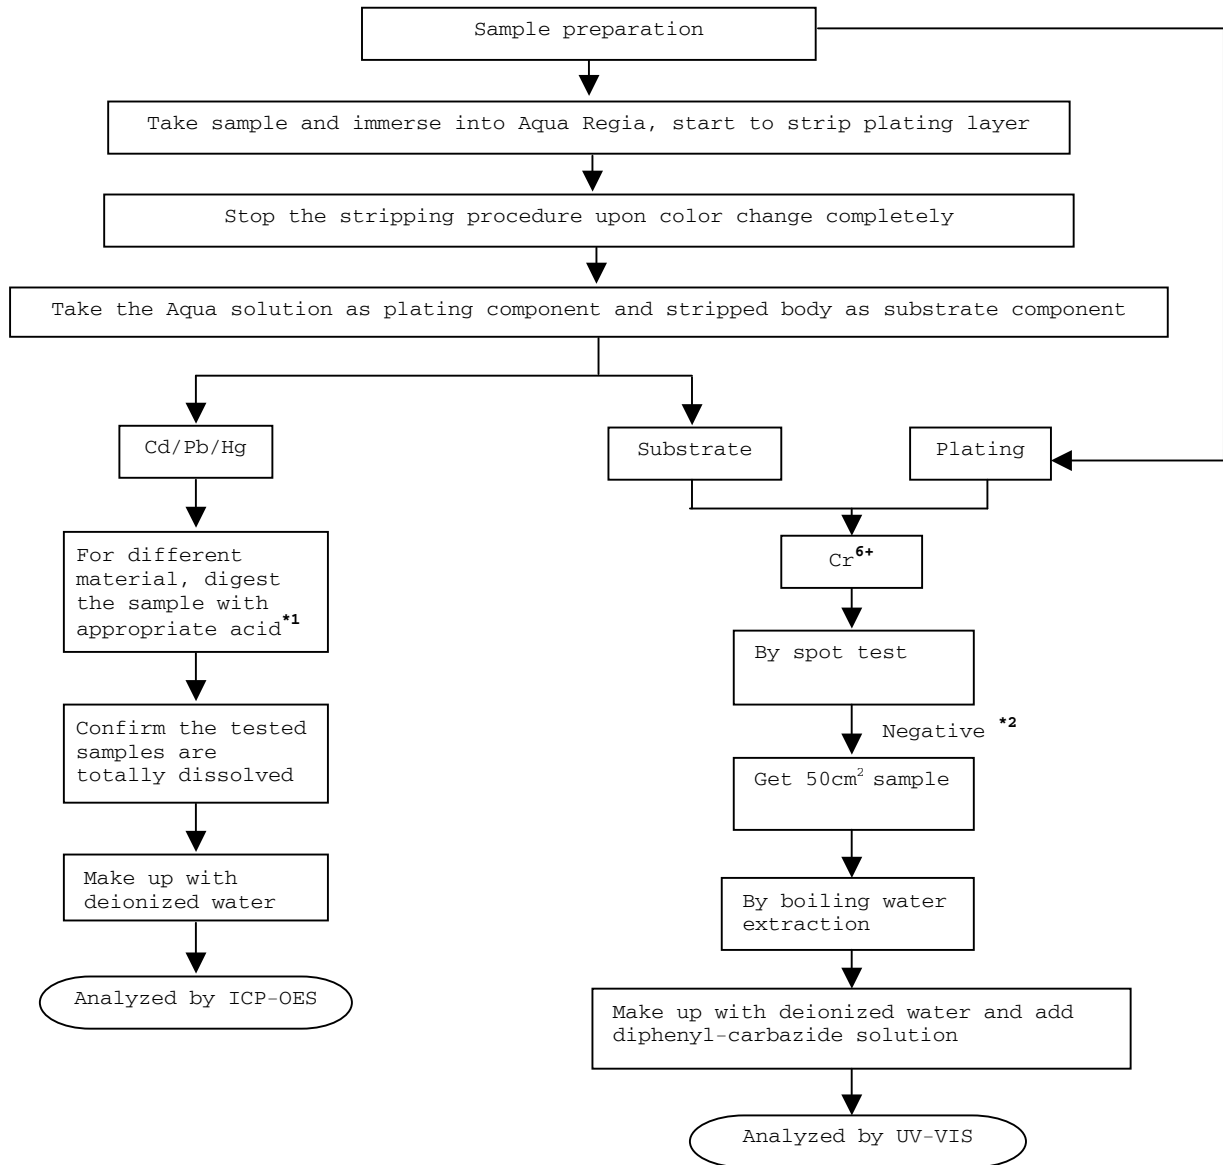 Sample preparation
Take sample and immerse into Aqua Regia, start to strip plating layer
Stop the stripping procedure upon color change completely
Take the Aqua solution as plating component and stripped body as substrate component
Cd/Pb/Hg
Substrate
Plating
For different
material, digest
the sample with
appropriate acid*1
Cr6+
By spot test
Confirm the tested
samples are
totally dissolved
Negative *2
Get 50cm² sample
Make up with
deionized water
By boiling water
extraction
Analyzed by ICP-OES
Make up with deionized water and add
diphenyl-carbazide solution
Analyzed by UV-VIS